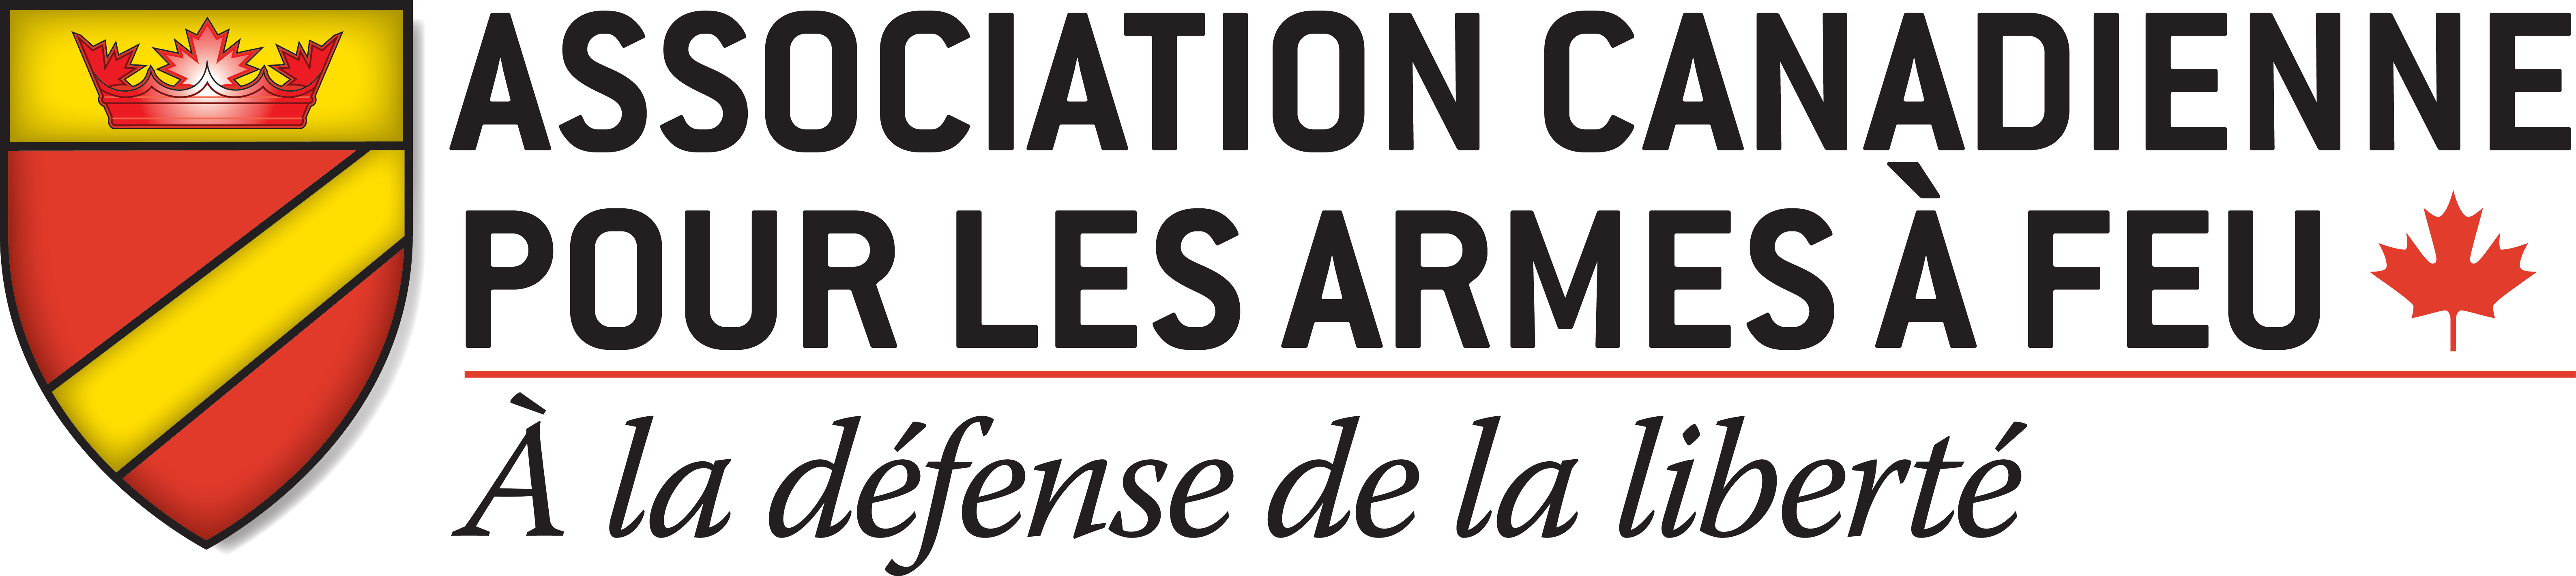 ASSOCIATION CANADIENNE
POUR LES ARMES À FEU
À la défense de la liberté